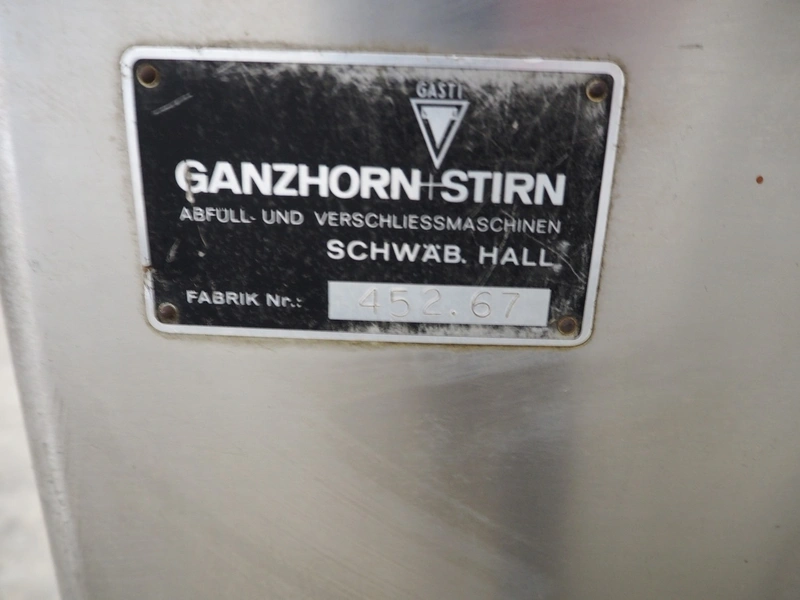 GASTI
GANZHORN+STIRN
ABFÜLL- UND VERSCHLIESSMASCHINEN
SCHWÄB. HALL
FABRIK Nr.: 452.67